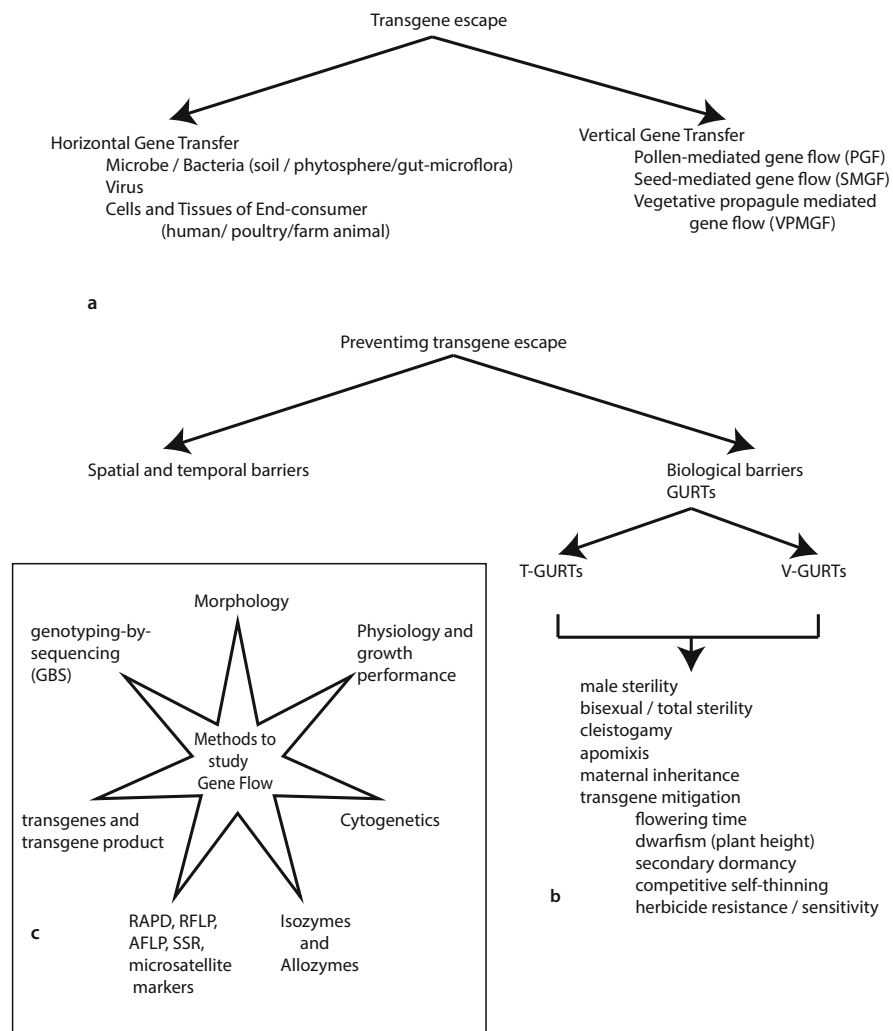 Transgene escape
Horizontal Gene Transfer
Microbe / Bacteria (soil / phytosphere/gut-microflora)
Virus
Cells and Tissues of End-consumer
(human/ poultry/farm animal)
Vertical Gene Transfer
Pollen-mediated gene flow (PGF)
Seed-mediated gene flow (SMGF)
Vegetative propagule mediated
gene flow (VPMGF)
a
Preventimg transgene escape
Spatial and temporal barriers
Biological barriers
GURTs
T-GURTs
V-GURTs
male sterility
bisexual / total sterility
cleistogamy
apomixis
maternal inheritance
transgene mitigation
flowering time
dwarfism (plant height)
secondary dormancy
competitive self-thinning
herbicide resistance / sensitivity
b
Morphology
genotyping-by-
sequencing
(GBS)
Physiology and
growth
performance
Methods to
study
Gene Flow
transgenes and
transgene product
Cytogenetics
RAPD, RFLP,
AFLP, SSR,
microsatellite
markers
Isozymes
and
Allozymes
c